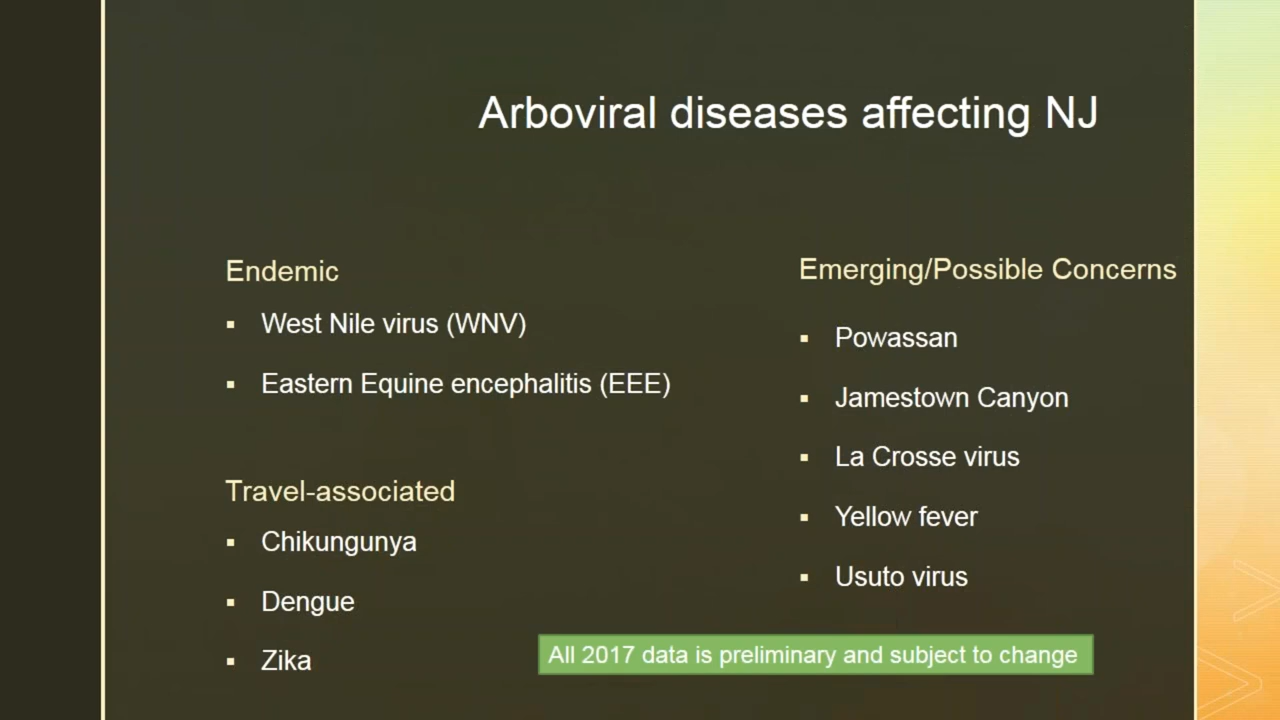 Arboviral diseases affecting NJ
Endemic
▪ West Nile virus (WNV)
▪ Eastern Equine encephalitis (EEE)
Travel-associated
▪ Chikungunya
▪ Dengue
▪ Zika
Emerging/Possible Concerns
▪ Powassan
▪ Jamestown Canyon
▪ La Crosse virus
▪ Yellow fever
▪ Usuto virus
All 2017 data is preliminary and subject to change